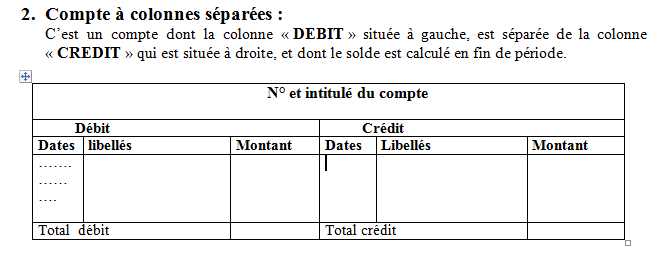 2. Compte à colonnes séparées :
C’est un compte dont la colonne « DEBIT » située à gauche, est séparée de la colonne
« CREDIT » qui est située à droite, et dont le solde est calculé en fin de période.
N° et intitulé du compte
Débit Crédit
Dates libellés Montant Dates Libellés Montant
.......
......
....
Total débit Total crédit